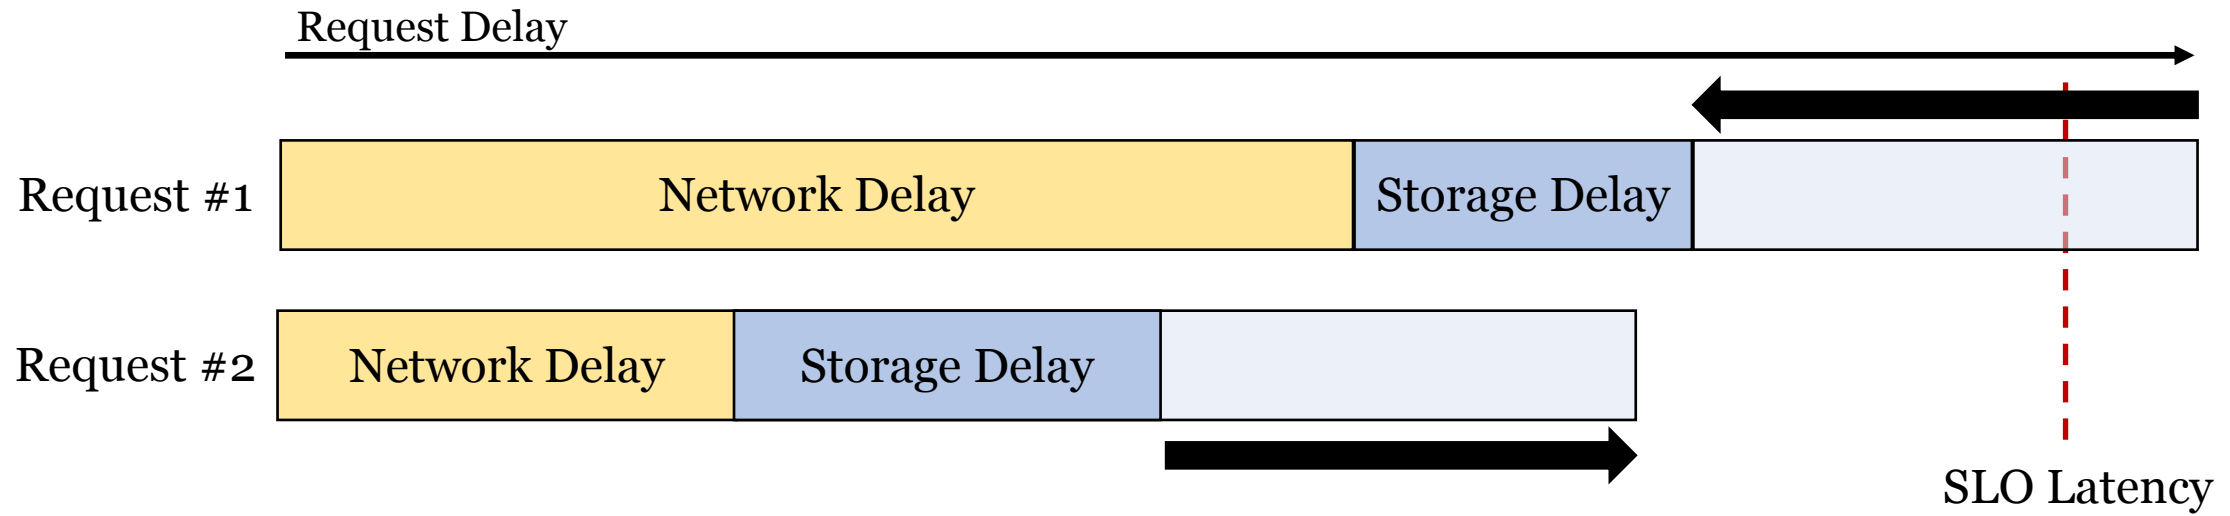 Request Delay
Request #1
Network Delay
Storage Delay
Request #2
Network Delay
Storage Delay
SLO Latency